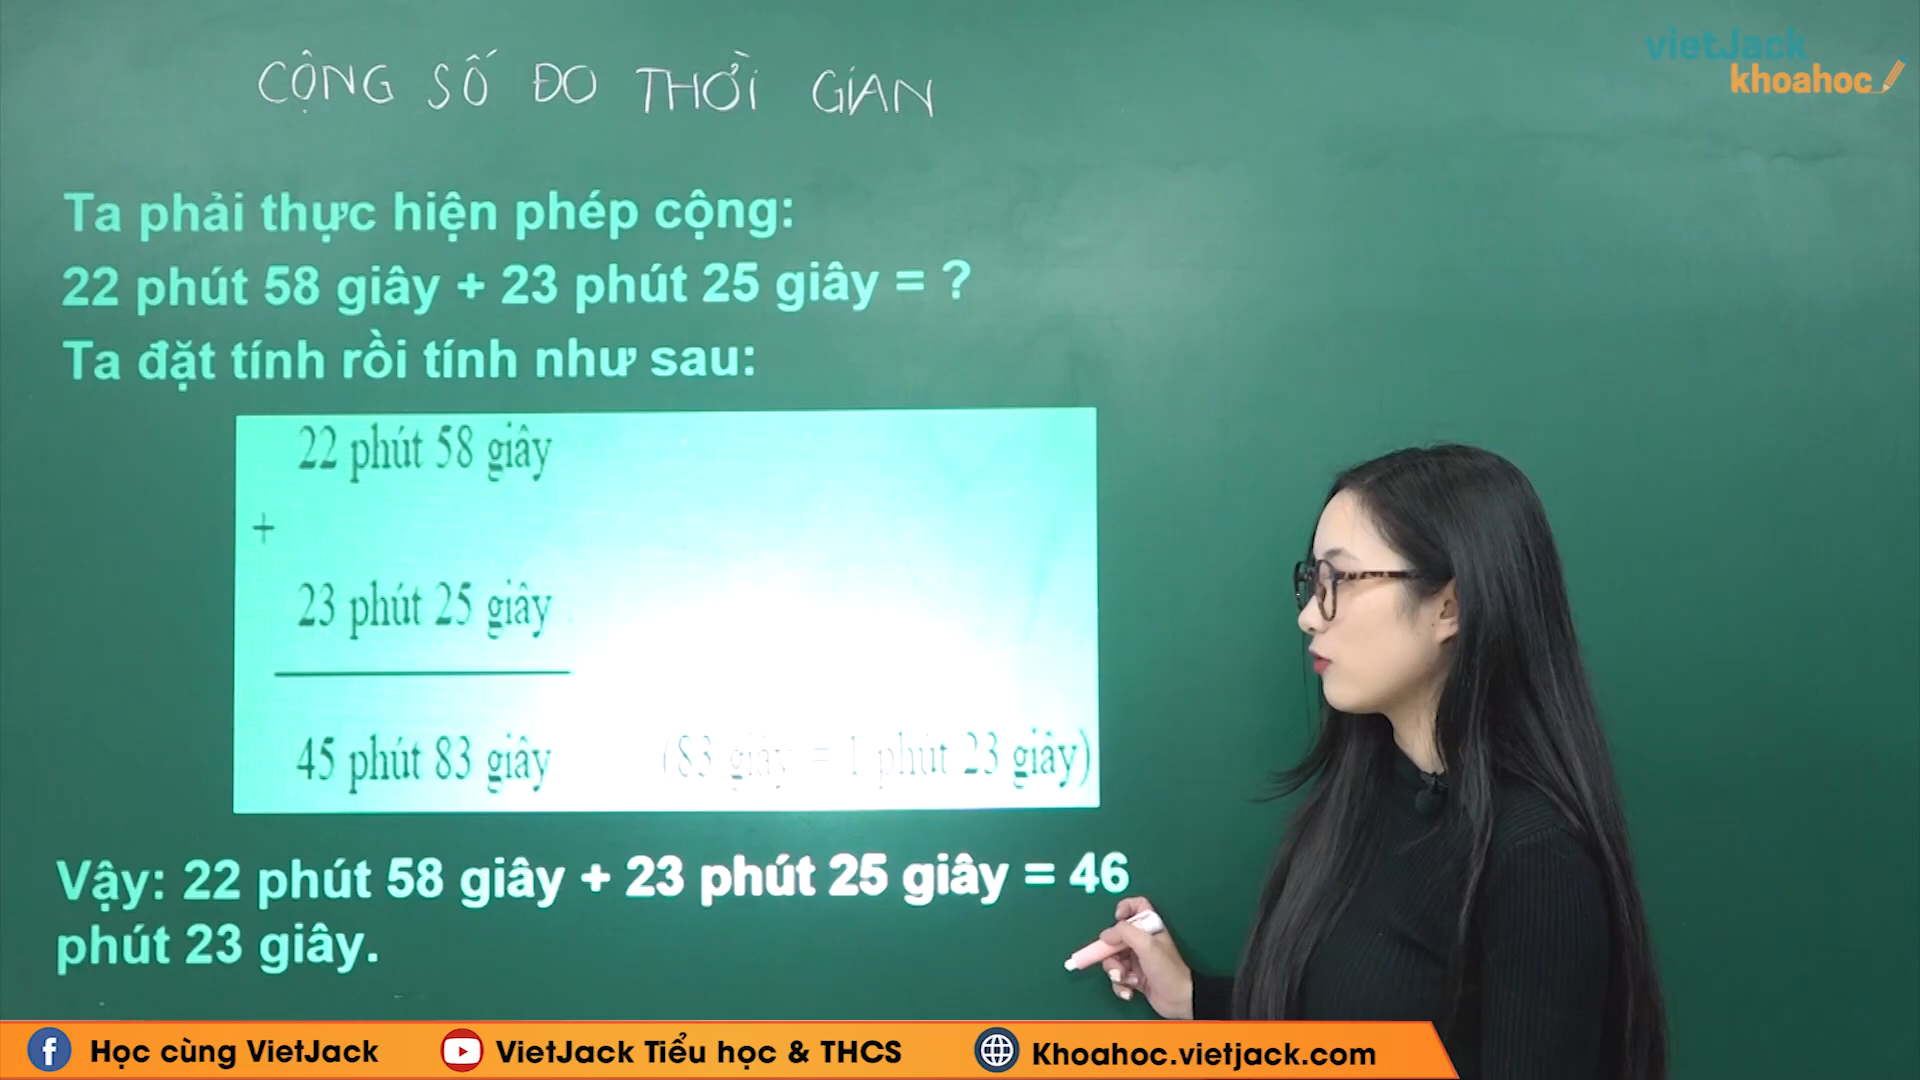 CỘNG SỐ ĐO THỜI GIAN
vietJack
khoahoc
Ta phải thực hiện phép cộng:
22 phút 58 giây + 23 phút 25 giây = ?
Ta đặt tính rồi tính như sau:
22 phút 58 giây
+
23 phút 25 giây
45 phút 83 giây (83 giây = 1 phút 23 giây)
Vậy: 22 phút 58 giây + 23 phút 25 giây = 46
phút 23 giây.
Học cùng VietJack VietJack Tiểu học & THCS Khoahoc.vietjack.com